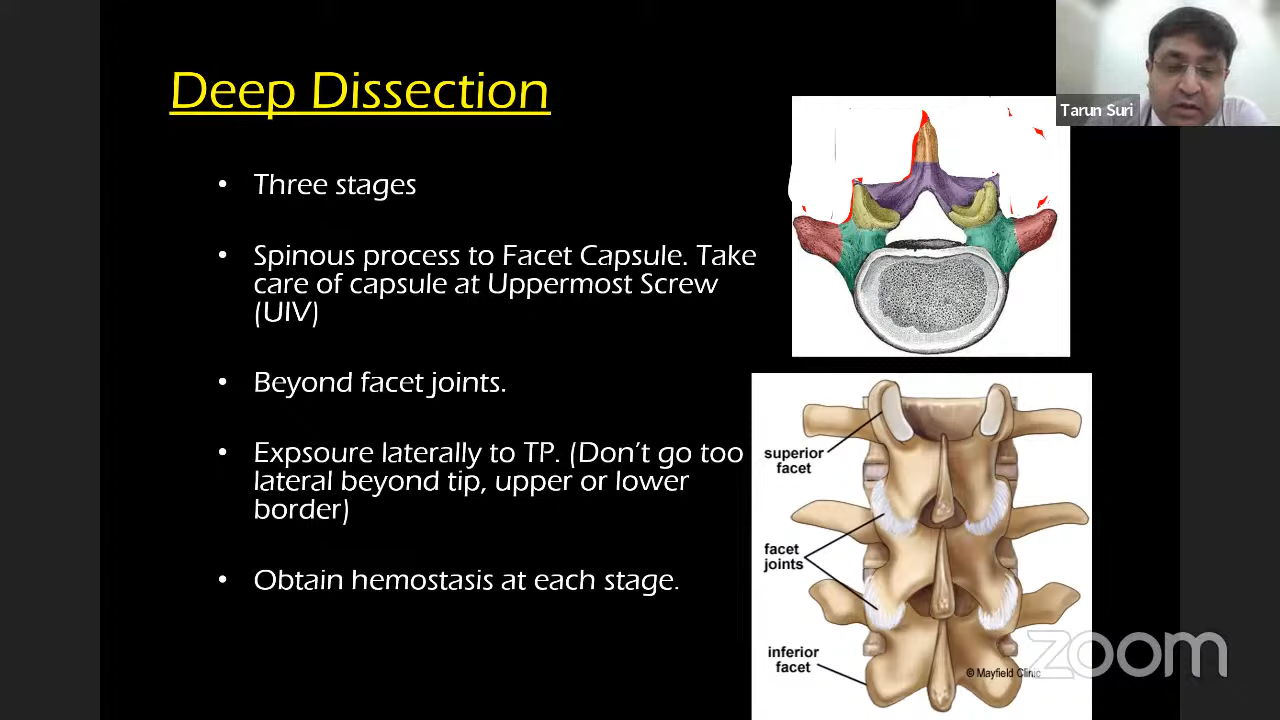 Deep Dissection
• Three stages
• Spinous process to Facet Capsule. Take
care of capsule at Uppermost Screw
(UIV)
• Beyond facet joints.
• Expsoure laterally to TP. (Don't go too
lateral beyond tip, upper or lower
border)
• Obtain hemostasis at each stage.
Tarun Suri
superior
facet
facet
joints
inferior
facet
© Mayfield Clinic
zoom